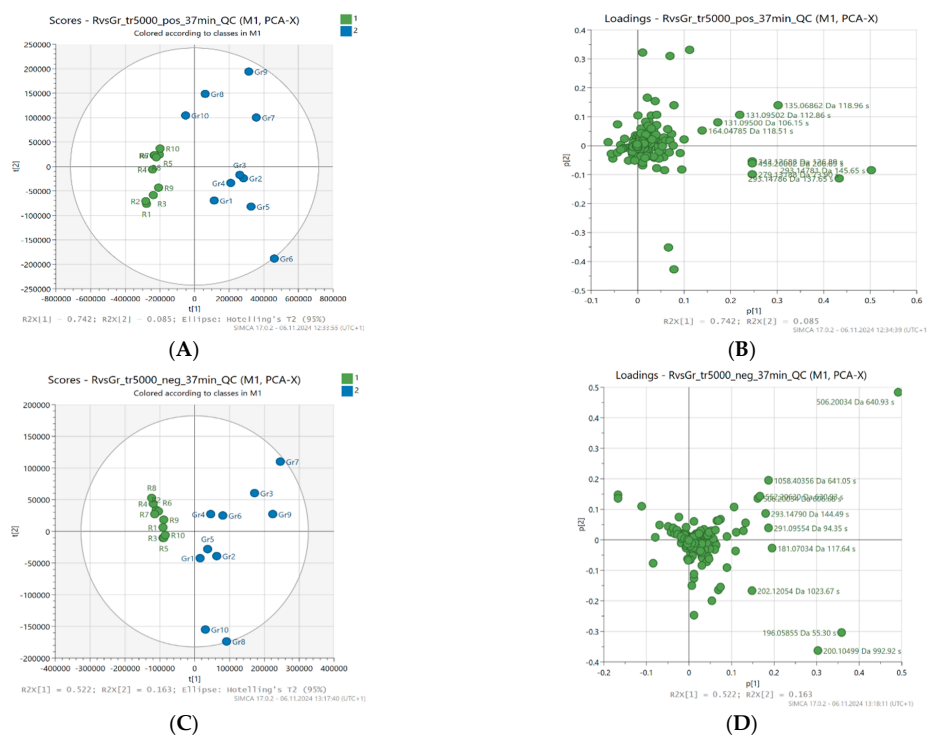 Scores - RvsGr_tr5000_pos_37min_QC (M1, PCA-X)
Colored according to classes in M1
1
2
t[2]
250000
200000
150000
100000
50000
0
-50000
-100000
-150000
-200000
-250000
Gr9
Gr8
Gr10
Gr7
R10
R5
R4
Gr3
Gr2
Gr4
R9
R2
R3
R1
Gr1
Gr5
Gr6
-800000 -600000 -400000 -200000 0 200000 400000 600000 800000
t[1]
R2X[1] = 0.742; R2X[2] = 0.085; Ellipse: Hotelling's T2 (95%)
SIMCA 17.0.2 - 06.11.2024 12:33:55 (UTC+1)
(A)
Loadings - RvsGr_tr5000_pos_37min_QC (M1, PCA-X)
p[2]
0.4
0.3
0.2
0.1
0
-0.1
-0.2
-0.3
-0.4
-0.5
135.06862 Da 118.96 s
131.09502 Da 112.86 s
131.09500 Da 106.15 s
164.04785 Da 118.51 s
293.14781 Da 145.65 s
293.14786 Da 137.65 s
-0.1 0 0.1 0.2 0.3 0.4 0.5 0.6
p[1]
R2X[1] = 0.742; R2X[2] = 0.085
SIMCA 17.0.2 - 06.11.2024 12:34:39 (UTC+1
(B)
Scores - RvsGr_tr5000_neg_37min_QC (M1, PCA-X)
Colored according to classes in M1
1
2
t[2]
200000
150000
100000
50000
0
-50000
-100000
-150000
-200000
Gr7
R8
Gr3
R4
R6
R7
R9
Gr4
Gr6
Gr9
R1
R10
R3
R5
Gr5
Gr1
Gr2
Gr10
Gr8
-400000 -300000 -200000 -100000 0 100000 200000 300000 400000
t[1]
R2X[1] = 0.522; R2X[2] = 0.163; Ellipse: Hotelling's T2 (95%)
SIMCA 17.0.2 - 06.11.2024 13:17:40 (UTC+1)
(C)
Loadings - RvsGr_tr5000_neg_37min_QC (M1, PCA-X)
p[2]
0.5
0.4
0.3
0.2
0.1
0
-0.1
-0.2
-0.3
-0.4
506.20034 Da 640.93 s
1058.40356 Da 641.05 s
293.14790 Da 144.49 s
291.09554 Da 94.35 s
181.07034 Da 117.64 s
202.12054 Da 1023.67 s
196.05855 Da 55.30 s
200.10499 Da 992.92 s
-0.2 -0.1 0 0.1 0.2 0.3 0.4 0.5
p[1]
R2X[1] = 0.522; R2X[2] = 0.163
SIMCA 17.0.2 - 06.11.2024 13:18:11 (UTC+1)
(D)